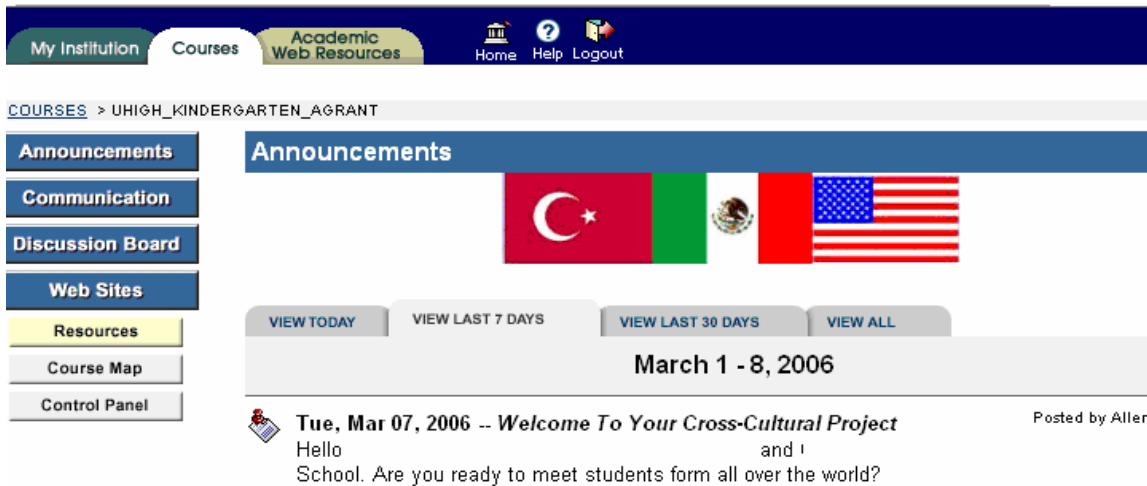 My Institution Courses Academic Web Resources Home Help Logout
COURSES > UHIGH_KINDERGARTEN_AGRANT
Announcements
Communication
Discussion Board
Web Sites
Resources
Course Map
Control Panel
Announcements
VIEW TODAY VIEW LAST 7 DAYS VIEW LAST 30 DAYS VIEW ALL
March 1 - 8, 2006
Tue, Mar 07, 2006 -- Welcome To Your Cross-Cultural Project
Posted by Aller
Hello and
School. Are you ready to meet students form all over the world?